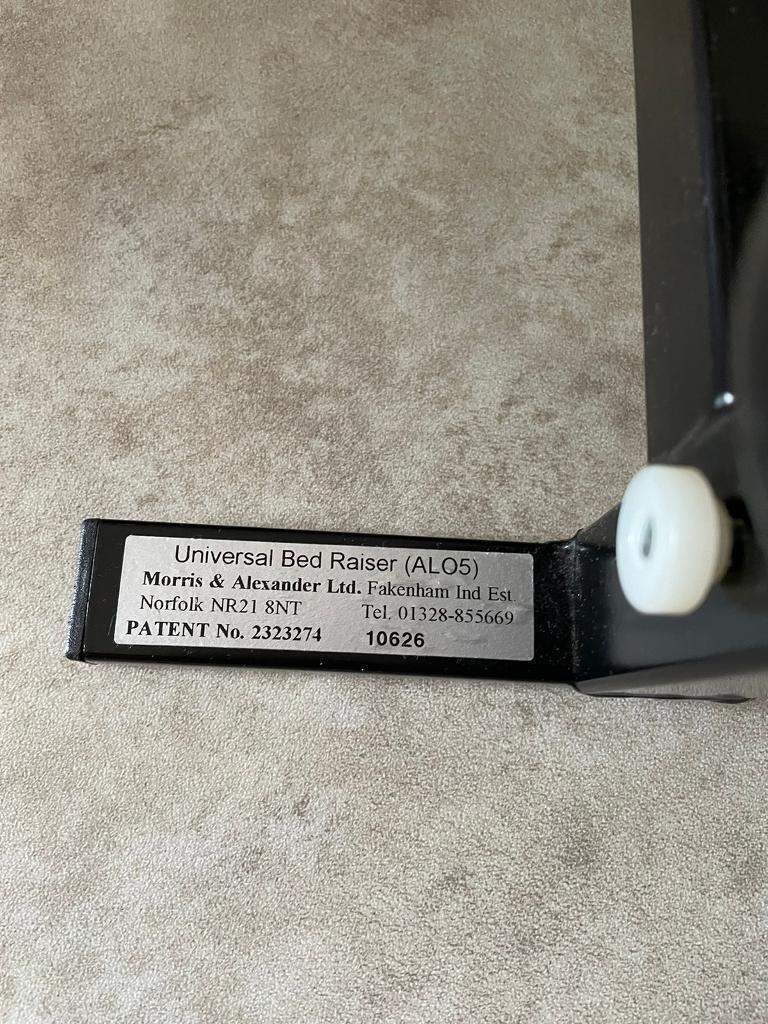 Universal Bed Raiser (ALO5)
Morris & Alexander Ltd. Fakenham Ind Est.
Norfolk NR21 8NT Tel. 01328-855669
PATENT No. 2323274 10626